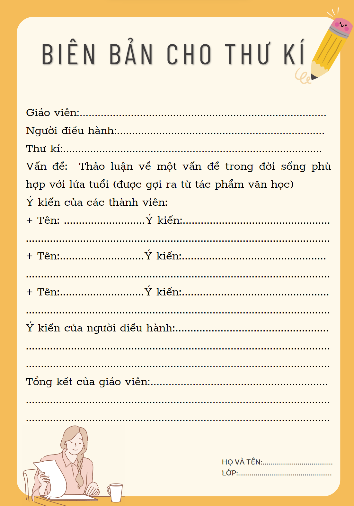 BIÊN BẢN CHO THƯ KÍ
Giáo viên:.......................................................................................
Người điều hành:.........................................................................
Thư kí:...........................................................................................
Vấn đề: Thảo luận về một vấn đề trong đời sống phù
hợp với lứa tuổi (được gợi ra từ tác phẩm văn học)
Ý kiến của các thành viên:
+ Tên: ............................Ý kiến:...................................................
.........................................................................................................
+ Tên:.............................Ý kiến:..................................................
.........................................................................................................
+ Tên:.............................Ý kiến:...................................................
.........................................................................................................
Ý kiến của người điều hành:.....................................................
.........................................................................................................
.........................................................................................................
Tổng kết của giáo viên:..............................................................
.........................................................................................................
.........................................................................................................
HỌ VÀ TÊN:...................................
LỚP:..............................................